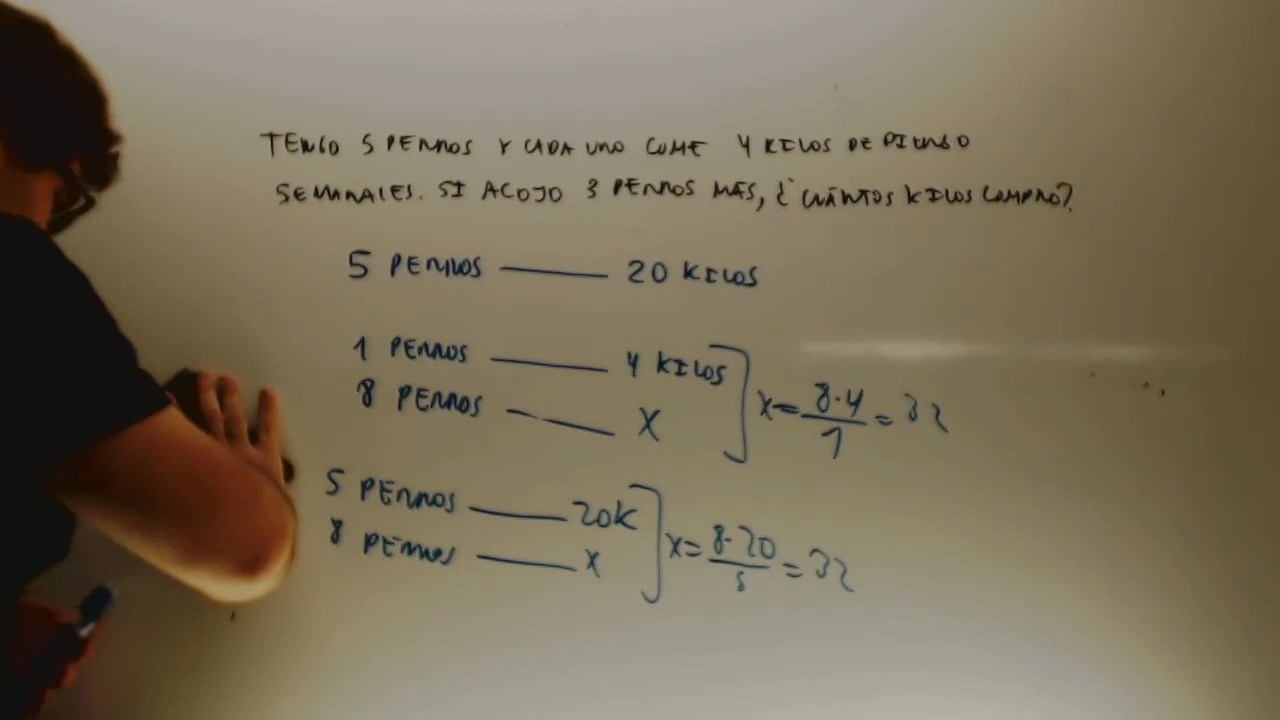 TENGO 5 PERROS Y CADA UNO COME 4 KILOS DE PIENSO
SEMANALES. SI ACOJO 3 PERROS MÁS, ¿CUÁNTOS KILOS COMPRO?
5 PERROS —— 20 KILOS
1 PERROS —— 4 KILOS
8 PERROS —— X
X = 8·4 / 1 = 32
5 PERROS —— 20K
8 PERROS —— X
X = 8·20 / 5 = 32